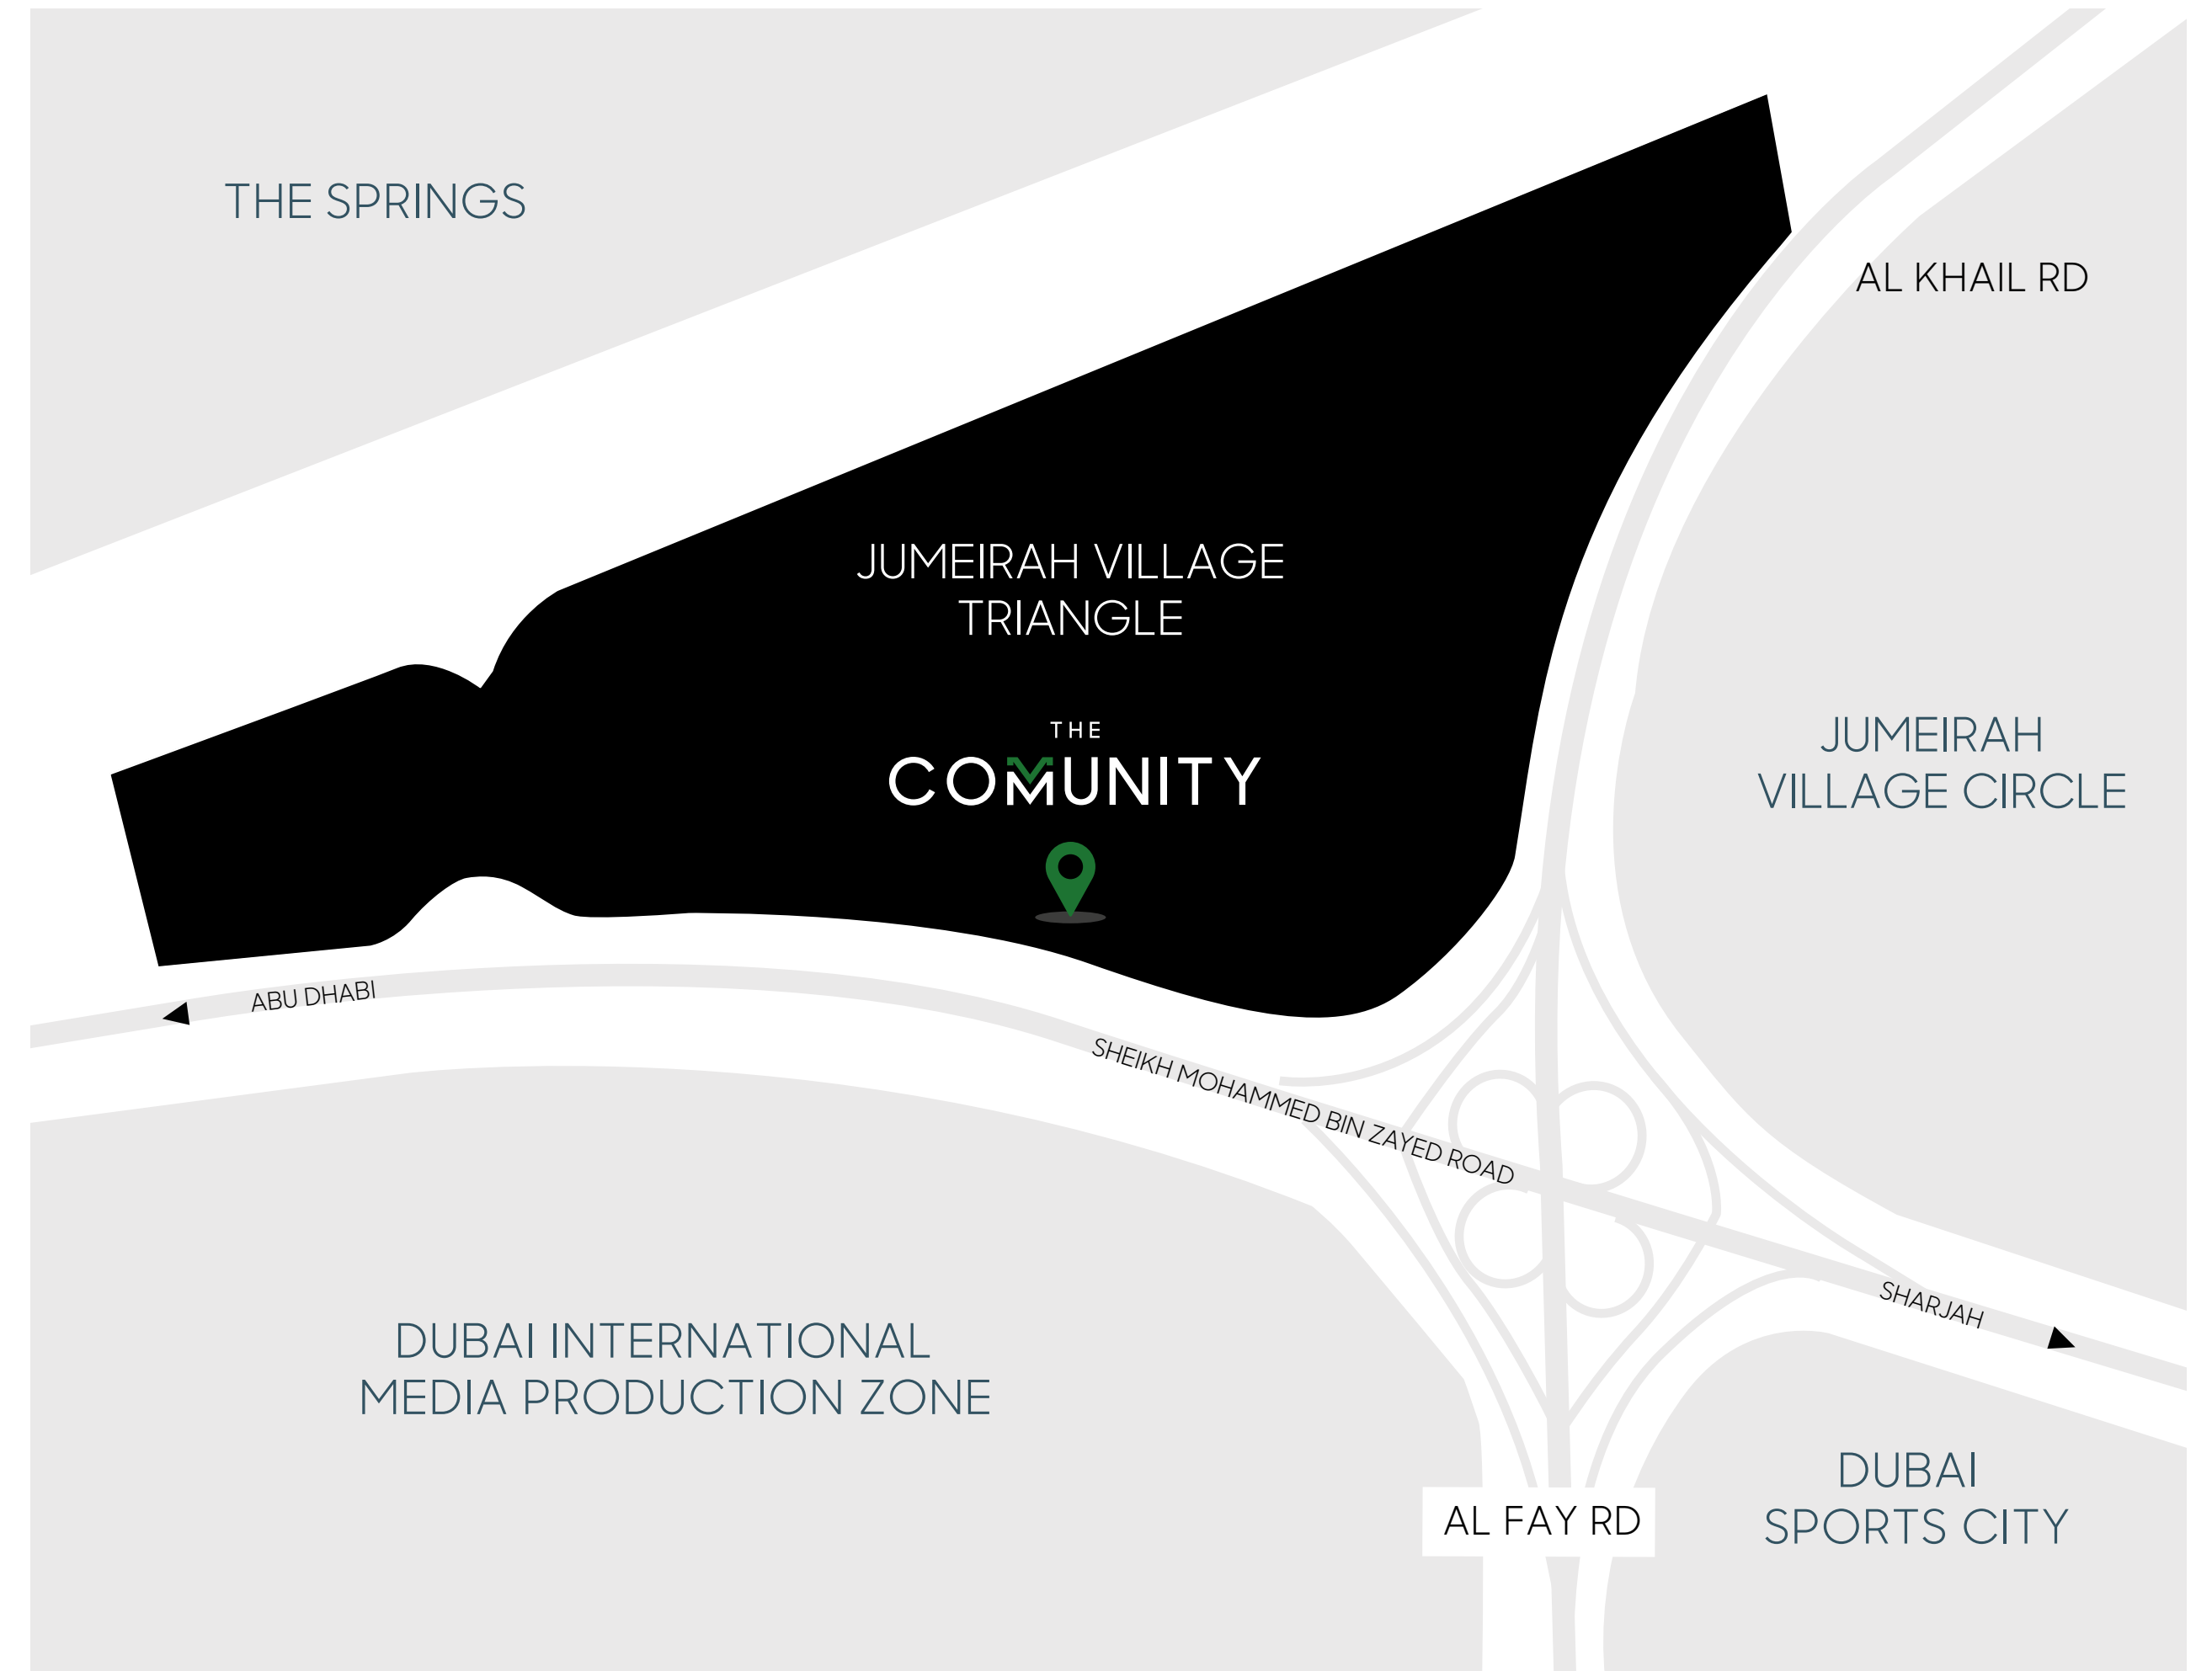 THE SPRINGS
AL KHAIL RD
JUMEIRAH VILLAGE
TRIANGLE
THE
COMUNITY
JUMEIRAH
VILLAGE CIRCLE
ABU DHABI
SHEIKH MOHAMMED BIN ZAYED ROAD
SHARJAH
DUBAI INTERNATIONAL
MEDIA PRODUCTION ZONE
DUBAI
SPORTS CITY
AL FAY RD